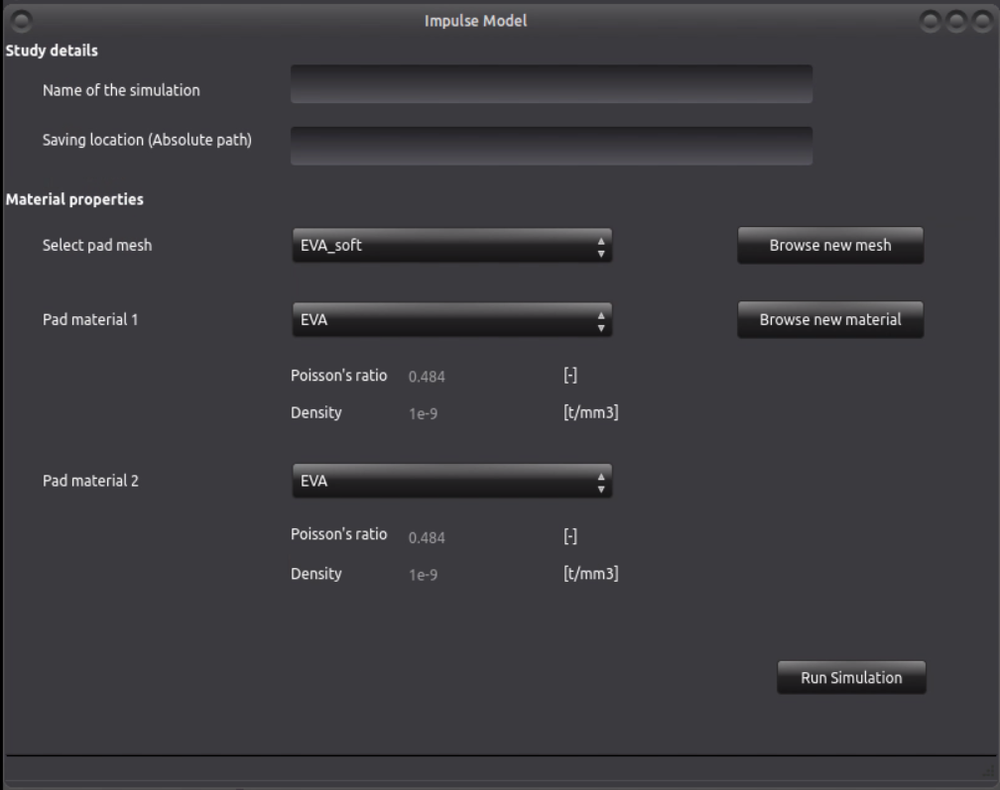 Impulse Model
Study details
Name of the simulation
Saving location (Absolute path)
Material properties
Select pad mesh EVA_soft Browse new mesh
Pad material 1 EVA Browse new material
Poisson's ratio 0.484 [-]
Density 1e-9 [t/mm3]
Pad material 2 EVA
Poisson's ratio 0.484 [-]
Density 1e-9 [t/mm3]
Run Simulation